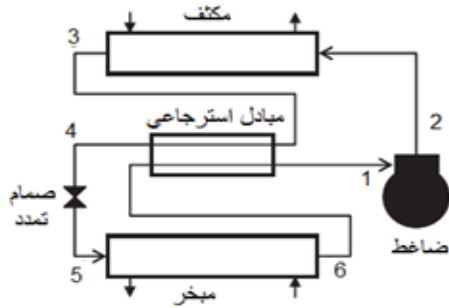 مكثف
3
2
مبادل استرجاعي
4
1
صمام
تمدد
ضاغط
5
6
مبخر